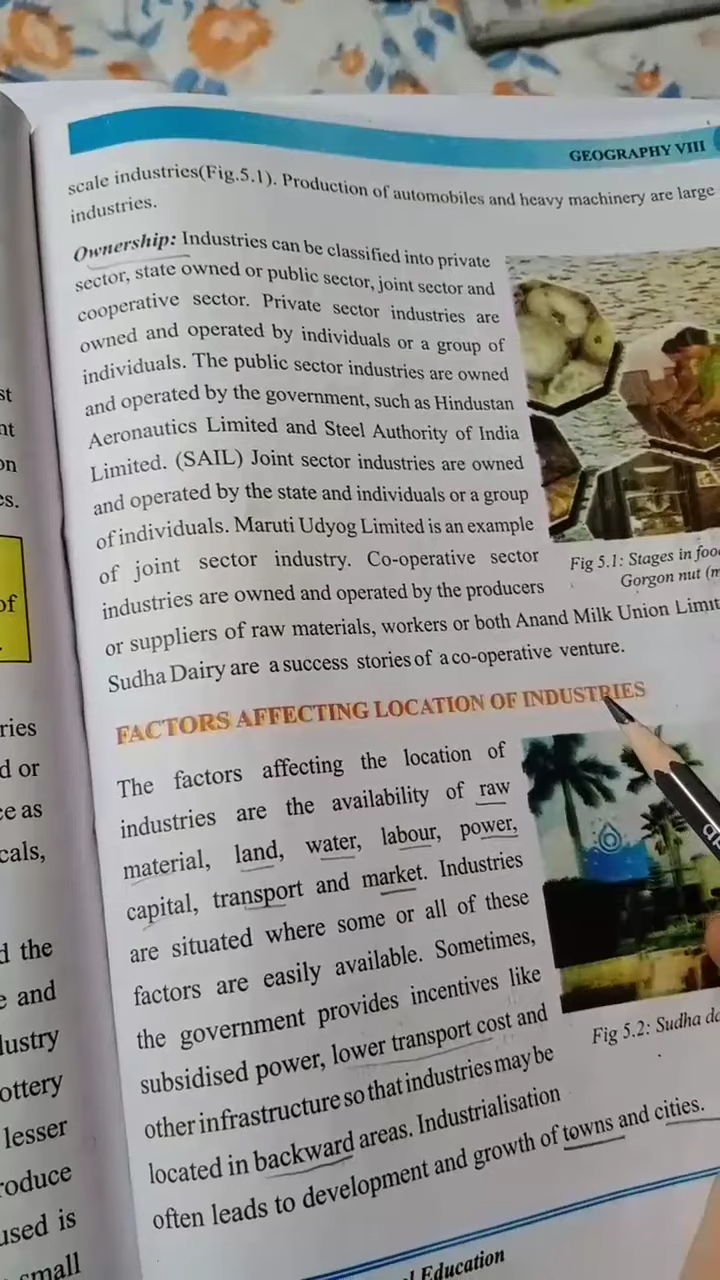 GEOGRAPHY VIII
scale industries(Fig.5.1). Production of automobiles and heavy machinery are large
industries.
Ownership: Industries can be classified into private
sector, state owned or public sector, joint sector and
cooperative sector. Private sector industries are
owned and operated by individuals or a group of
individuals. The public sector industries are owned
and operated by the government, such as Hindustan
Aeronautics Limited and Steel Authority of India
Limited. (SAIL) Joint sector industries are owned
and operated by the state and individuals or a group
of individuals. Maruti Udyog Limited is an example
of joint sector industry. Co-operative sector
industries are owned and operated by the producers
or suppliers of raw materials, workers or both Anand Milk Union
Sudha Dairy are a success stories of a co-operative venture.
Fig 5.1: Stages in
Gorgon nut
FACTORS AFFECTING LOCATION OF INDUSTRIES
The factors affecting the location of
industries are the availability of raw
material, land, water, labour, power,
capital, transport and market. Industries
are situated where some or all of these
factors are easily available. Sometimes,
the government provides incentives like
subsidised power, lower transport cost and
other infrastructure so that industries may be
located in backward areas. Industrialisation
often leads to development and growth of towns and cities.
Fig 5.2: Sudha
Education
of
d or
as
d the
and
lesser
used is
small